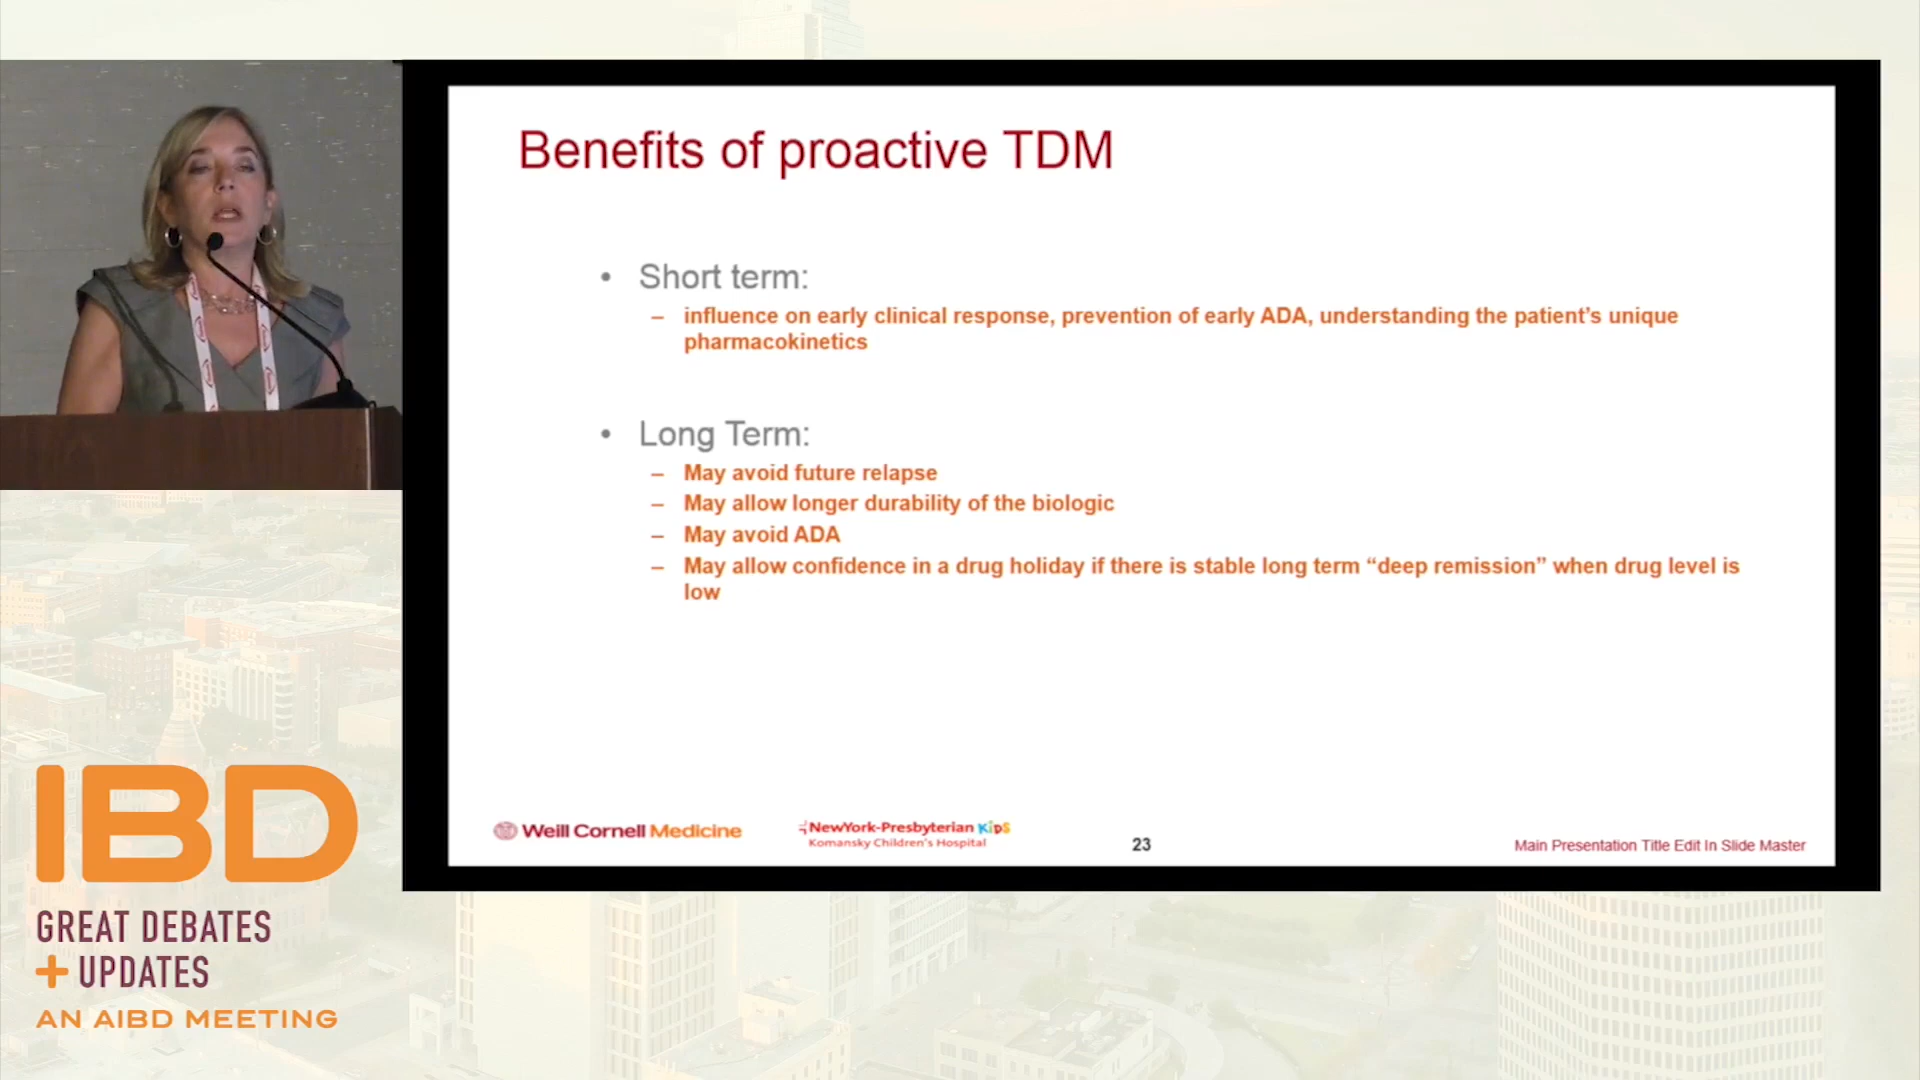 Benefits of proactive TDM
• Short term:
– influence on early clinical response, prevention of early ADA, understanding the patient’s unique
pharmacokinetics
• Long Term:
– May avoid future relapse
– May allow longer durability of the biologic
– May avoid ADA
– May allow confidence in a drug holiday if there is stable long term “deep remission” when drug level is
low
Weill Cornell Medicine
NewYork-Presbyterian KiDS
Komansky Children's Hospital
23
Main Presentation Title Edit In Slide Master
IBD
GREAT DEBATES
+ UPDATES
AN AIBD MEETING